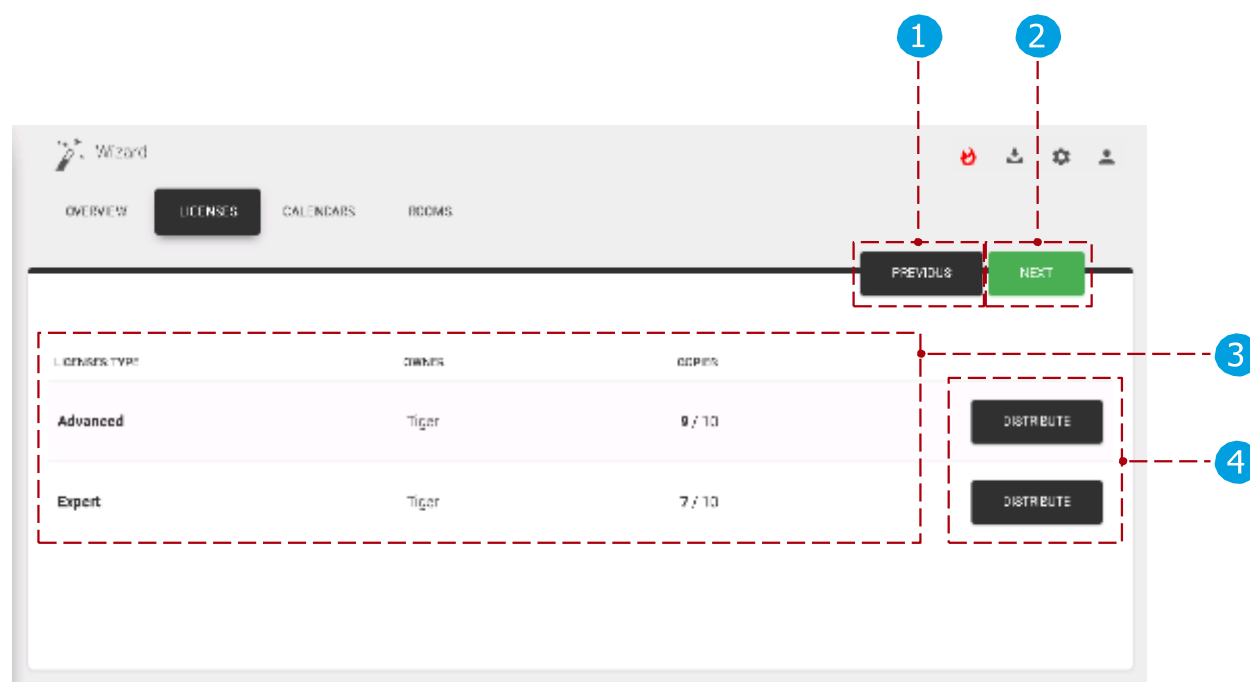 1 2
Wizard
OVERVIEW LICENSES CALENDARS ROOMS
PREVIOUS NEXT
LICENSES TYPE OWNER COPIES
3
Advanced Tiger 9 / 10 DISTRIBUTE
4
Expert Tiger 7 / 10 DISTRIBUTE